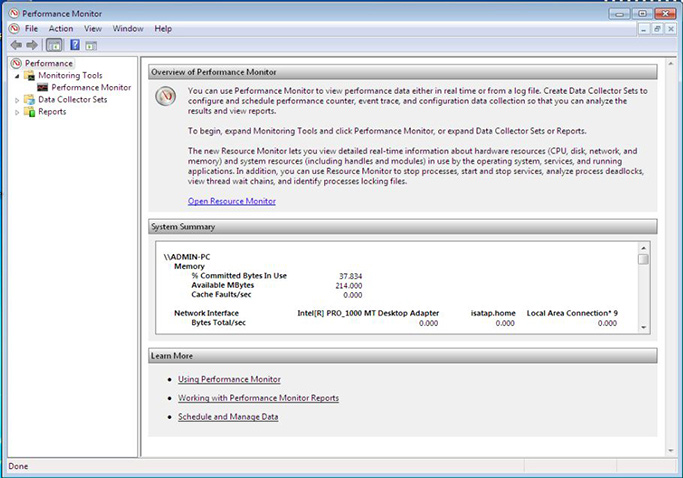 Performance Monitor
File Action View Window Help
Performance
Monitoring Tools
Performance Monitor
Data Collector Sets
Reports
Overview of Performance Monitor
You can use Performance Monitor to view performance data either in real time or from a log file. Create Data Collector Sets to
configure and schedule performance counter, event trace, and configuration data collection so that you can analyze the
results and view reports.
To begin, expand Monitoring Tools and click Performance Monitor, or expand Data Collector Sets or Reports.
The new Resource Monitor lets you view detailed real-time information about hardware resources (CPU, disk, network, and
memory) and system resources (including handles and modules) in use by the operating system, services, and running
applications. In addition, you can use Resource Monitor to stop processes, start and stop services, analyze process deadlocks,
view thread wait chains, and identify processes locking files.
Open Resource Monitor
System Summary
\\ADMIN-PC
Memory
% Committed Bytes In Use 37.834
Available MBytes 214.000
Cache Faults/sec 0.000
Network Interface Intel[R] PRO_1000 MT Desktop Adapter isatap.home Local Area Connection* 9
Bytes Total/sec 0.000 0.000 0.000
Learn More
Using Performance Monitor
Working with Performance Monitor Reports
Schedule and Manage Data
Done